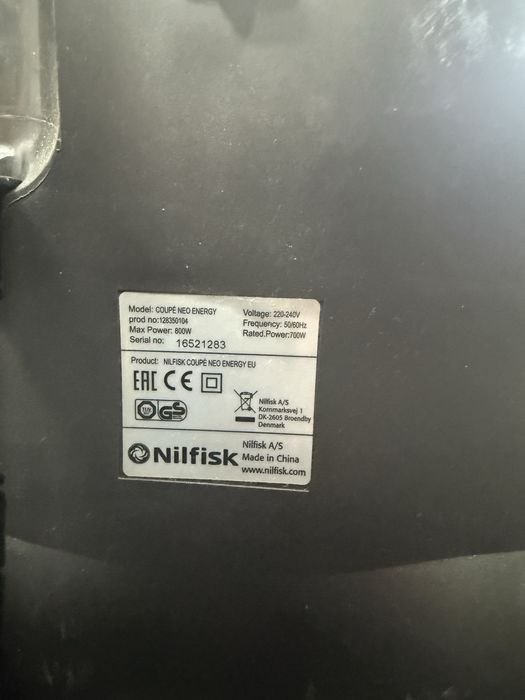 Model: COUPÉ NEO ENERGY
prod no:128350104
Max Power: 800W
Serial no: 16521283
Voltage: 220-240V
Frequency: 50/60Hz
Rated.Power:700W
Product: NILFISK COUPÉ NEO ENERGY EU
EAC CE
TÜV GS
Nilfisk A/S
Kornmarksvej 1
DK-2605 Broendby
Denmark
Nilfisk
Nilfisk A/S
Made in China
www.nilfisk.com